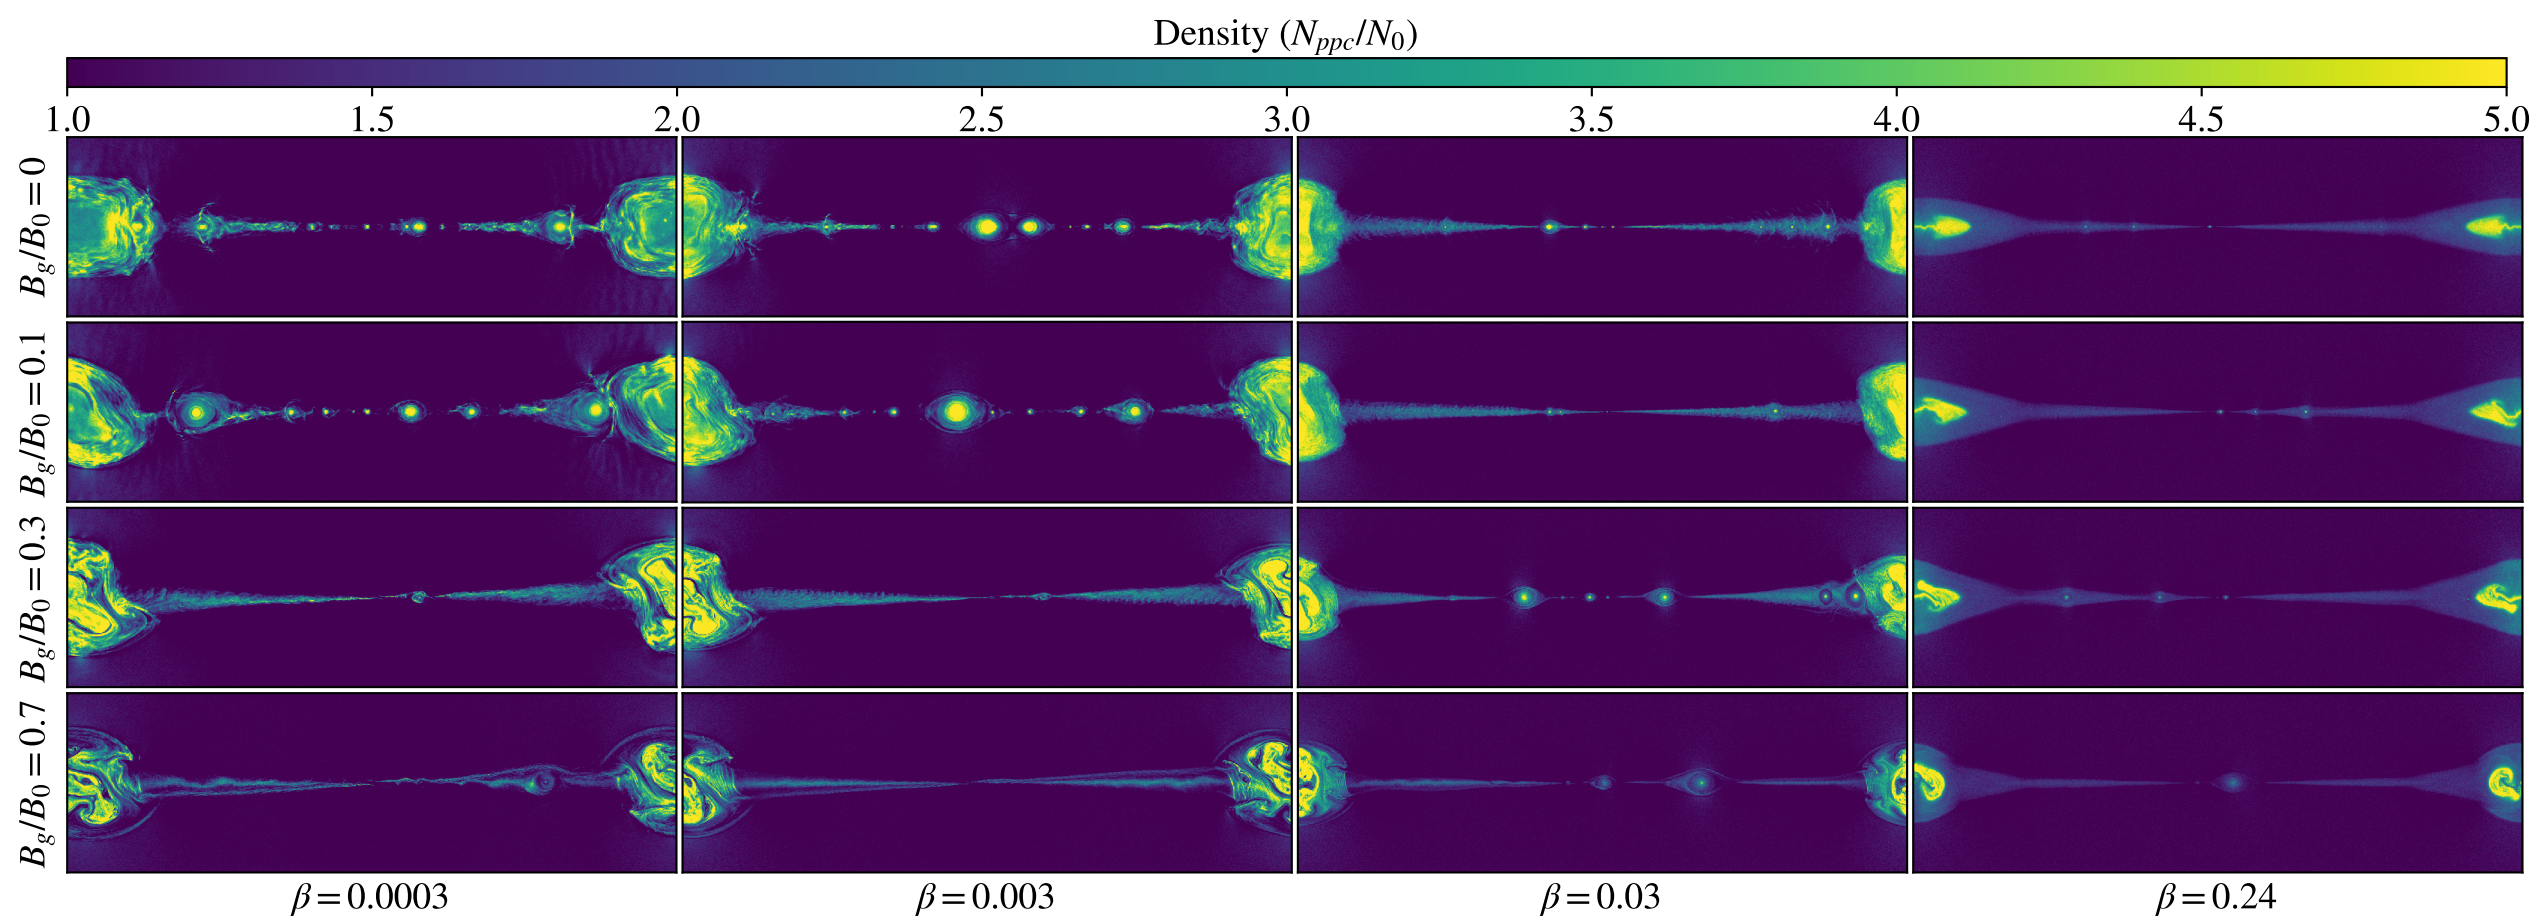 Density (N_ppc/N_0)
1.0 1.5 2.0 2.5 3.0 3.5 4.0 4.5 5.0
B_g/B_0 = 0
B_g/B_0 = 0.1
B_g/B_0 = 0.3
B_g/B_0 = 0.7
β = 0.0003 β = 0.003 β = 0.03 β = 0.24